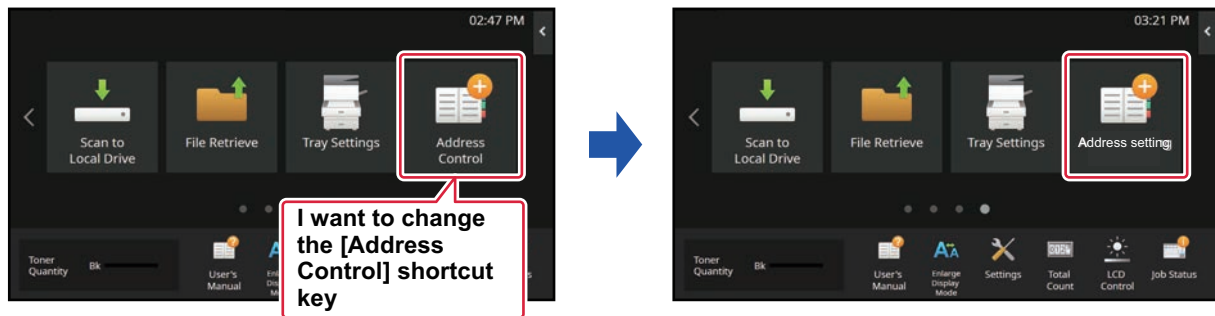 02:47 PM
Scan to
Local Drive
File Retrieve
Tray Settings
Address
Control
I want to change
the [Address
Control] shortcut
key
Toner
Quantity
Bk
User's
Manual
03:21 PM
Scan to
Local Drive
File Retrieve
Tray Settings
Address setting
Toner
Quantity
Bk
User's
Manual
Enlarge
Display
Mode
Settings
Total
Count
LCD
Control
Job Status